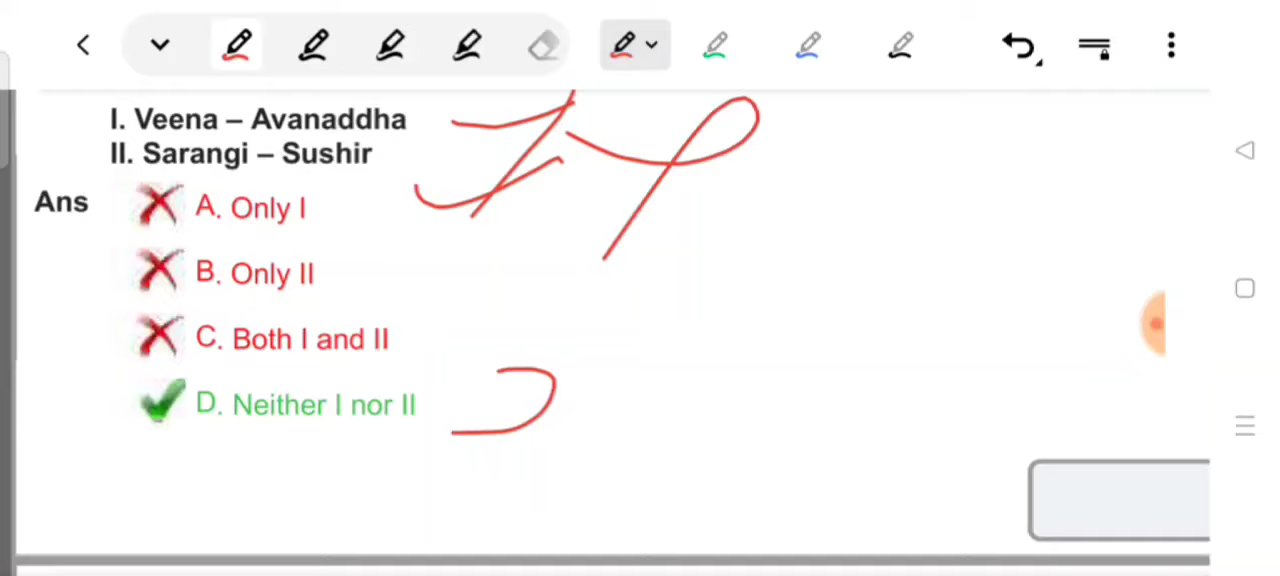 I. Veena – Avanaddha
II. Sarangi – Sushir
Ans
A. Only I
B. Only II
C. Both I and II
D. Neither I nor II